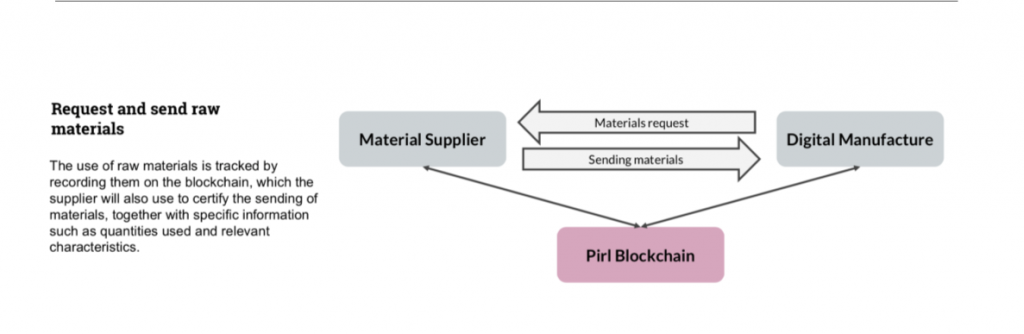 Request and send raw
materials
The use of raw materials is tracked by
recording them on the blockchain, which the
supplier will also use to certify the sending of
materials, together with specific information
such as quantities used and relevant
characteristics.
Material Supplier
Materials request
Sending materials
Digital Manufacture
Pirl Blockchain